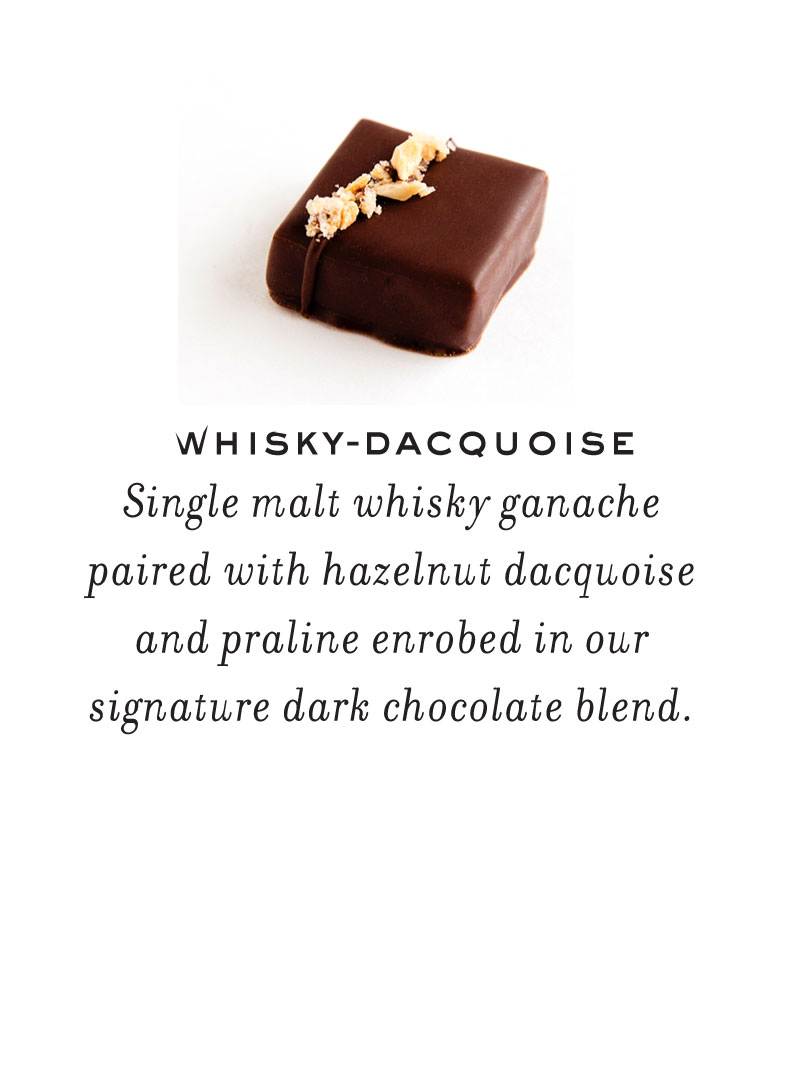 WHISKY-DACQUOISE
Single malt whisky ganache
paired with hazelnut dacquoise
and praline enrobed in our
signature dark chocolate blend.